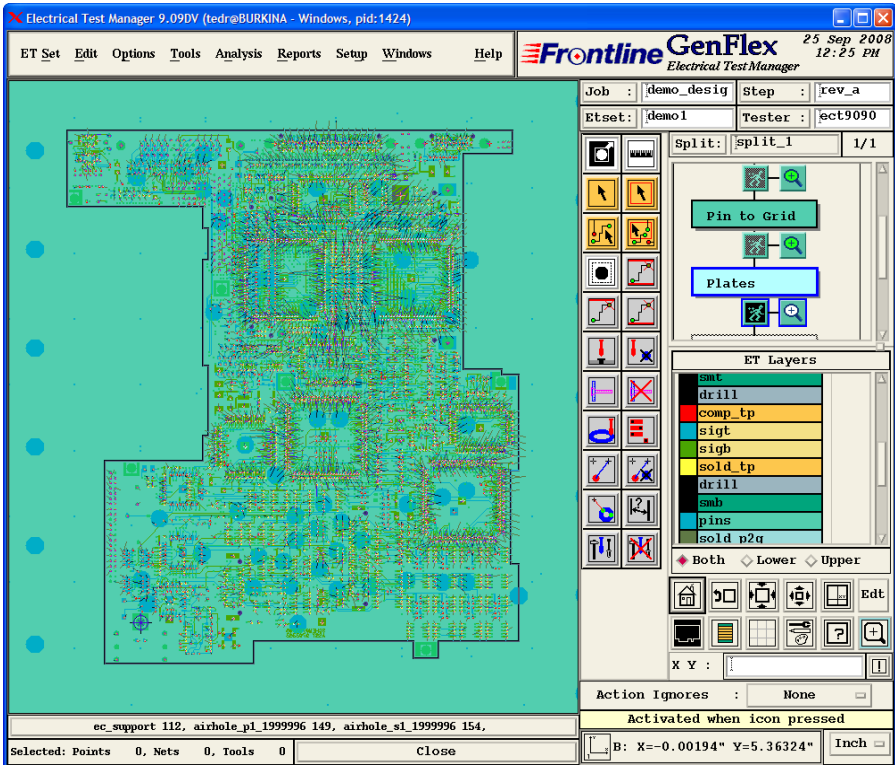 Electrical Test Manager 9.09DV (tedr@BURKINA - Windows, pid:1424)
ET Set Edit Options Tools Analysis Reports Setup Windows Help
Frontline GenFlex
Electrical Test Manager
25 Sep 2008
12:25 PM
Job : demo_desig Step : rev_a
Etset: demo1 Tester : ect9090
Split: split_1 1/1
Pin to Grid
Plates
ET Layers
smt
drill
comp_tp
sigt
sigb
sold_tp
drill
smb
pins
sold_p2g
Both Lower Upper
Edt
X Y :
Action Ignores : None
Activated when icon pressed
ec_support 112, airhole_p1_1999996 149, airhole_s1_1999996 154,
Selected: Points 0, Nets 0, Tools 0 Close
B: X=-0.00194" Y=5.36324" Inch